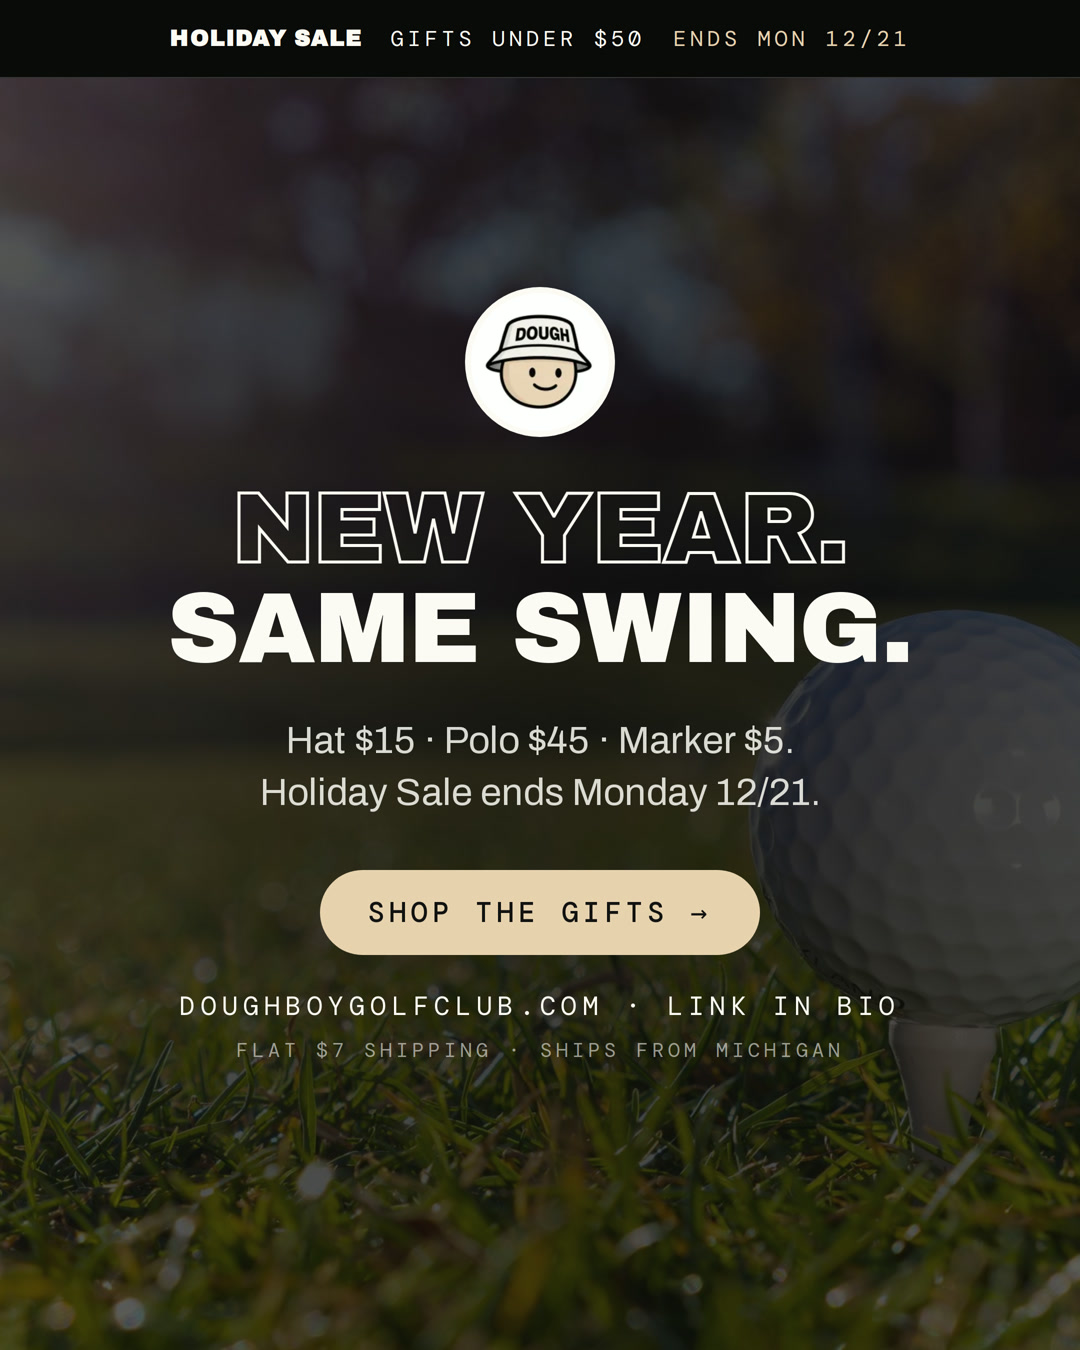 HOLIDAY SALE GIFTS UNDER $50 ENDS MON 12/21
DOUGH
NEW YEAR.
SAME SWING.
Hat $15 · Polo $45 · Marker $5.
Holiday Sale ends Monday 12/21.
SHOP THE GIFTS →
DOUGHBOYGOLFCLUB.COM · LINK IN BIO
FLAT $7 SHIPPING · SHIPS FROM MICHIGAN